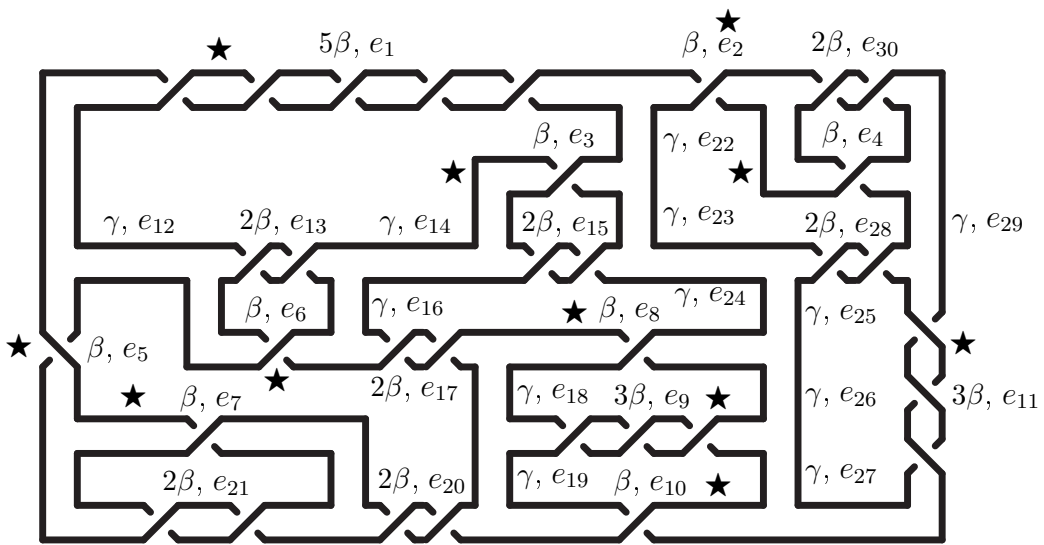 5β, e₁
β, e₂
2β, e₃₀
β, e₃
γ, e₂₂
β, e₄
γ, e₁₂
2β, e₁₃
γ, e₁₄
2β, e₁₅
γ, e₂₃
2β, e₂₈
γ, e₂₉
β, e₆
γ, e₁₆
β, e₈
γ, e₂₄
γ, e₂₅
β, e₅
2β, e₁₇
β, e₇
γ, e₁₈
3β, e₉
γ, e₂₆
3β, e₁₁
2β, e₂₁
2β, e₂₀
γ, e₁₉
β, e₁₀
γ, e₂₇